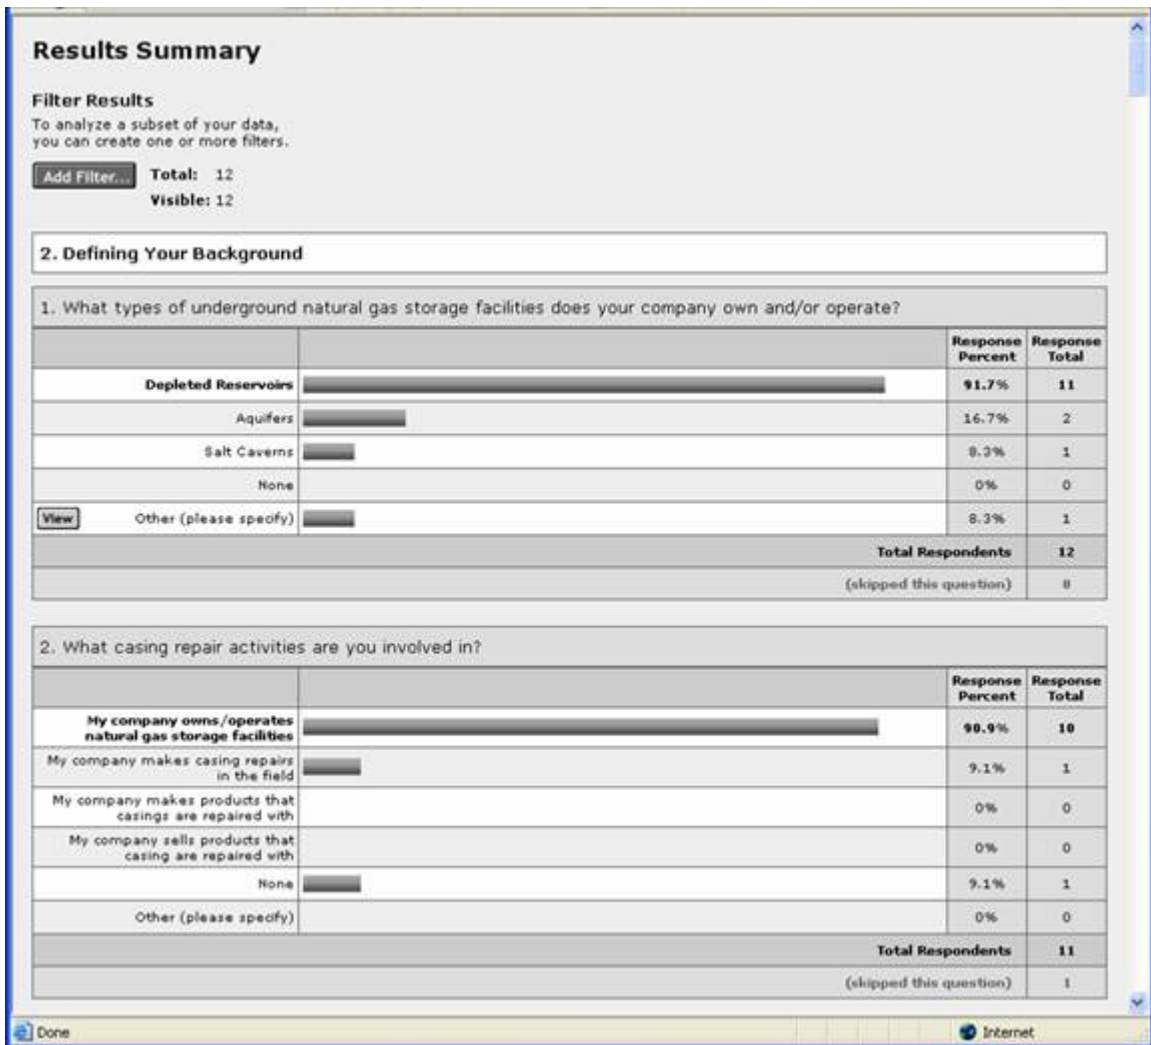 Results Summary
Filter Results
To analyze a subset of your data,
you can create one or more filters.
Add Filter...
Total: 12
Visible: 12
2. Defining Your Background
1. What types of underground natural gas storage facilities does your company own and/or operate?
Response Percent
Response Total
Depleted Reservoirs 91.7% 11
Aquifers 16.7% 2
Salt Caverns 8.3% 1
None 0% 0
View Other (please specify) 8.3% 1
Total Respondents 12
(skipped this question) 0
2. What casing repair activities are you involved in?
Response Percent
Response Total
My company owns/operates
natural gas storage facilities 90.9% 10
My company makes casing repairs
in the field 9.1% 1
My company makes products that
casings are repaired with 0% 0
My company sells products that
casing are repaired with 0% 0
None 9.1% 1
Other (please specify) 0% 0
Total Respondents 11
(skipped this question) 1
Done
Internet